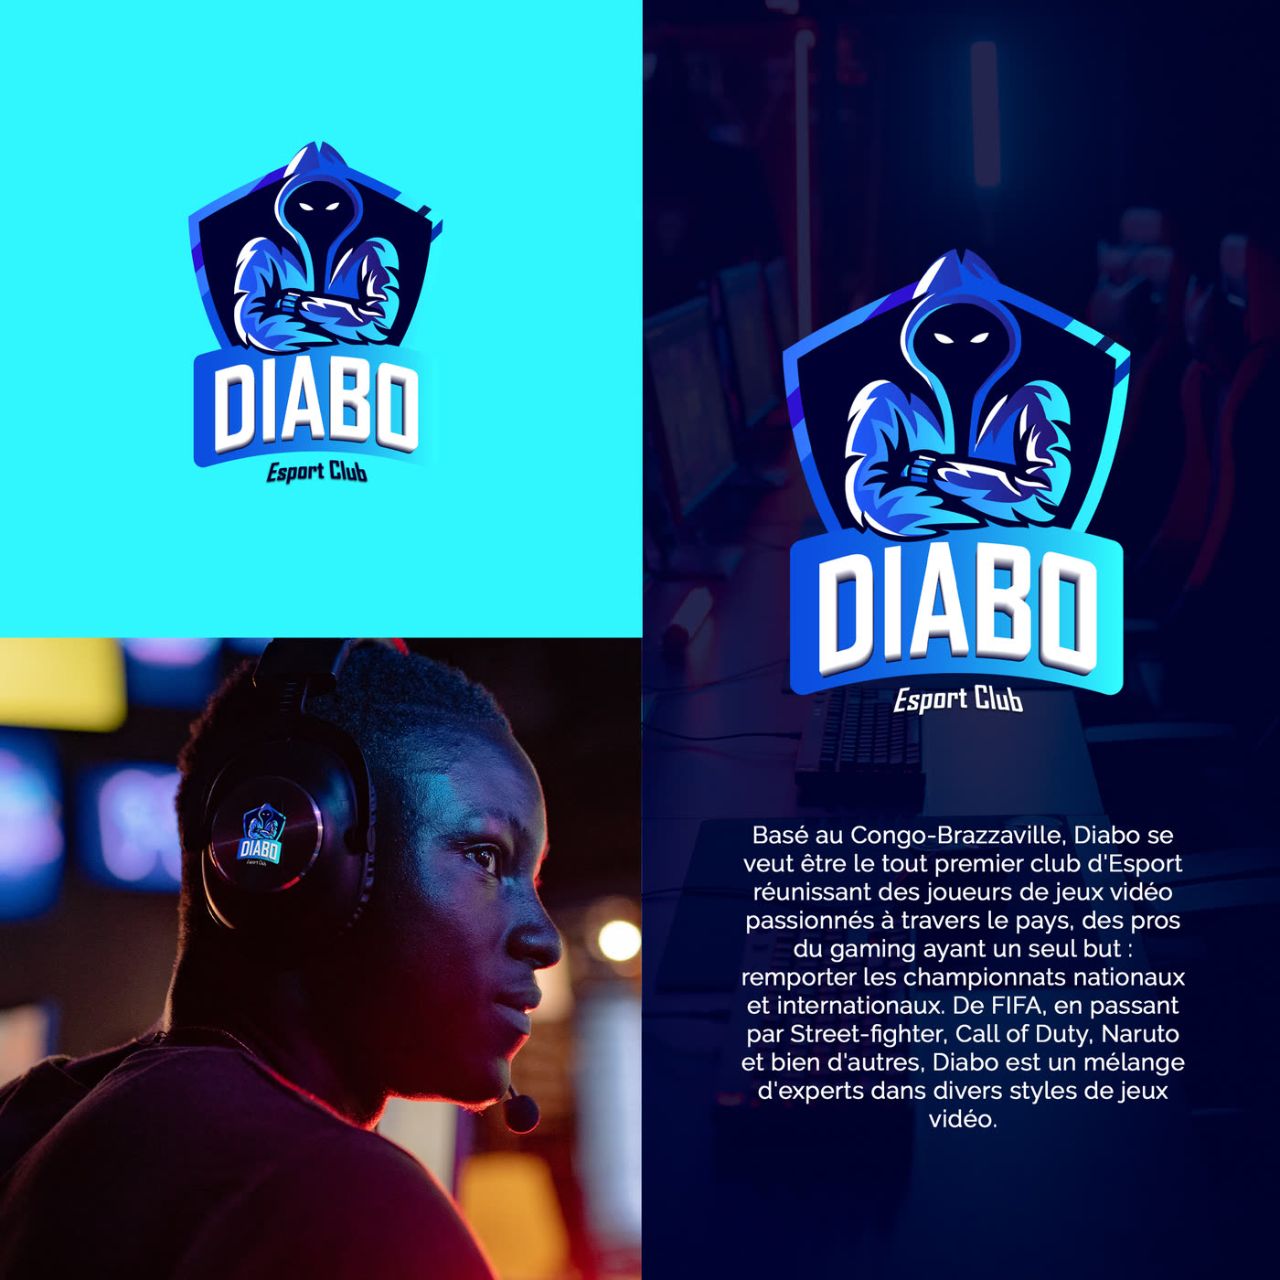 DIABO
Esport Club
DIABO
Esport Club
Basé au Congo-Brazzaville, Diabo se
veut être le tout premier club d'Esport
réunissant des joueurs de jeux vidéo
passionnés à travers le pays, des pros
du gaming ayant un seul but :
remporter les championnats nationaux
et internationaux. De FIFA, en passant
par Street-fighter, Call of Duty, Naruto
et bien d'autres, Diabo est un mélange
d'experts dans divers styles de jeux
vidéo.
DIABO
Esport Club